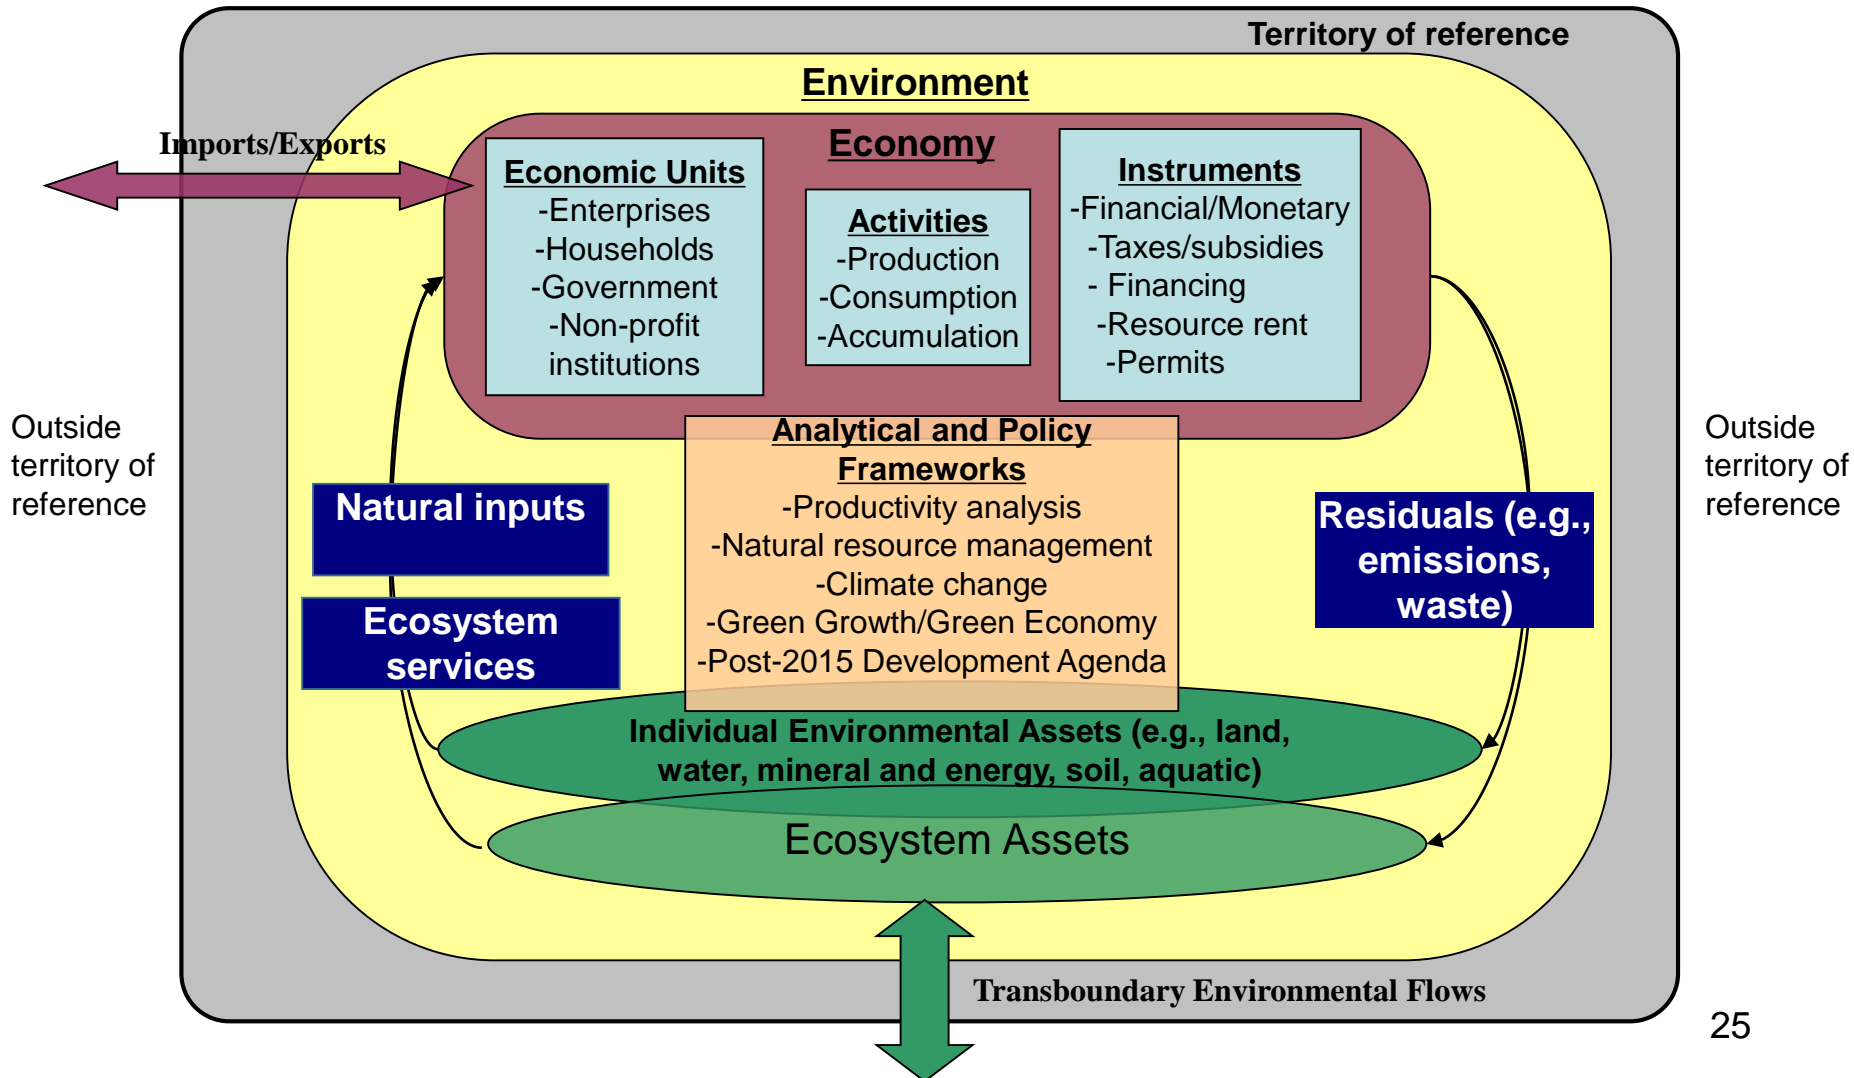 Territory of reference
Environment
Imports/Exports
Economy
Economic Units
-Enterprises
-Households
-Government
-Non-profit
institutions
Activities
-Production
-Consumption
-Accumulation
Instruments
-Financial/Monetary
-Taxes/subsidies
- Financing
-Resource rent
-Permits
Outside
territory of
reference
Analytical and Policy
Frameworks
-Productivity analysis
-Natural resource management
-Climate change
-Green Growth/Green Economy
-Post-2015 Development Agenda
Natural inputs
Ecosystem
services
Residuals (e.g.,
emissions,
waste)
Outside
territory of
reference
Individual Environmental Assets (e.g., land,
water, mineral and energy, soil, aquatic)
Ecosystem Assets
Transboundary Environmental Flows
25